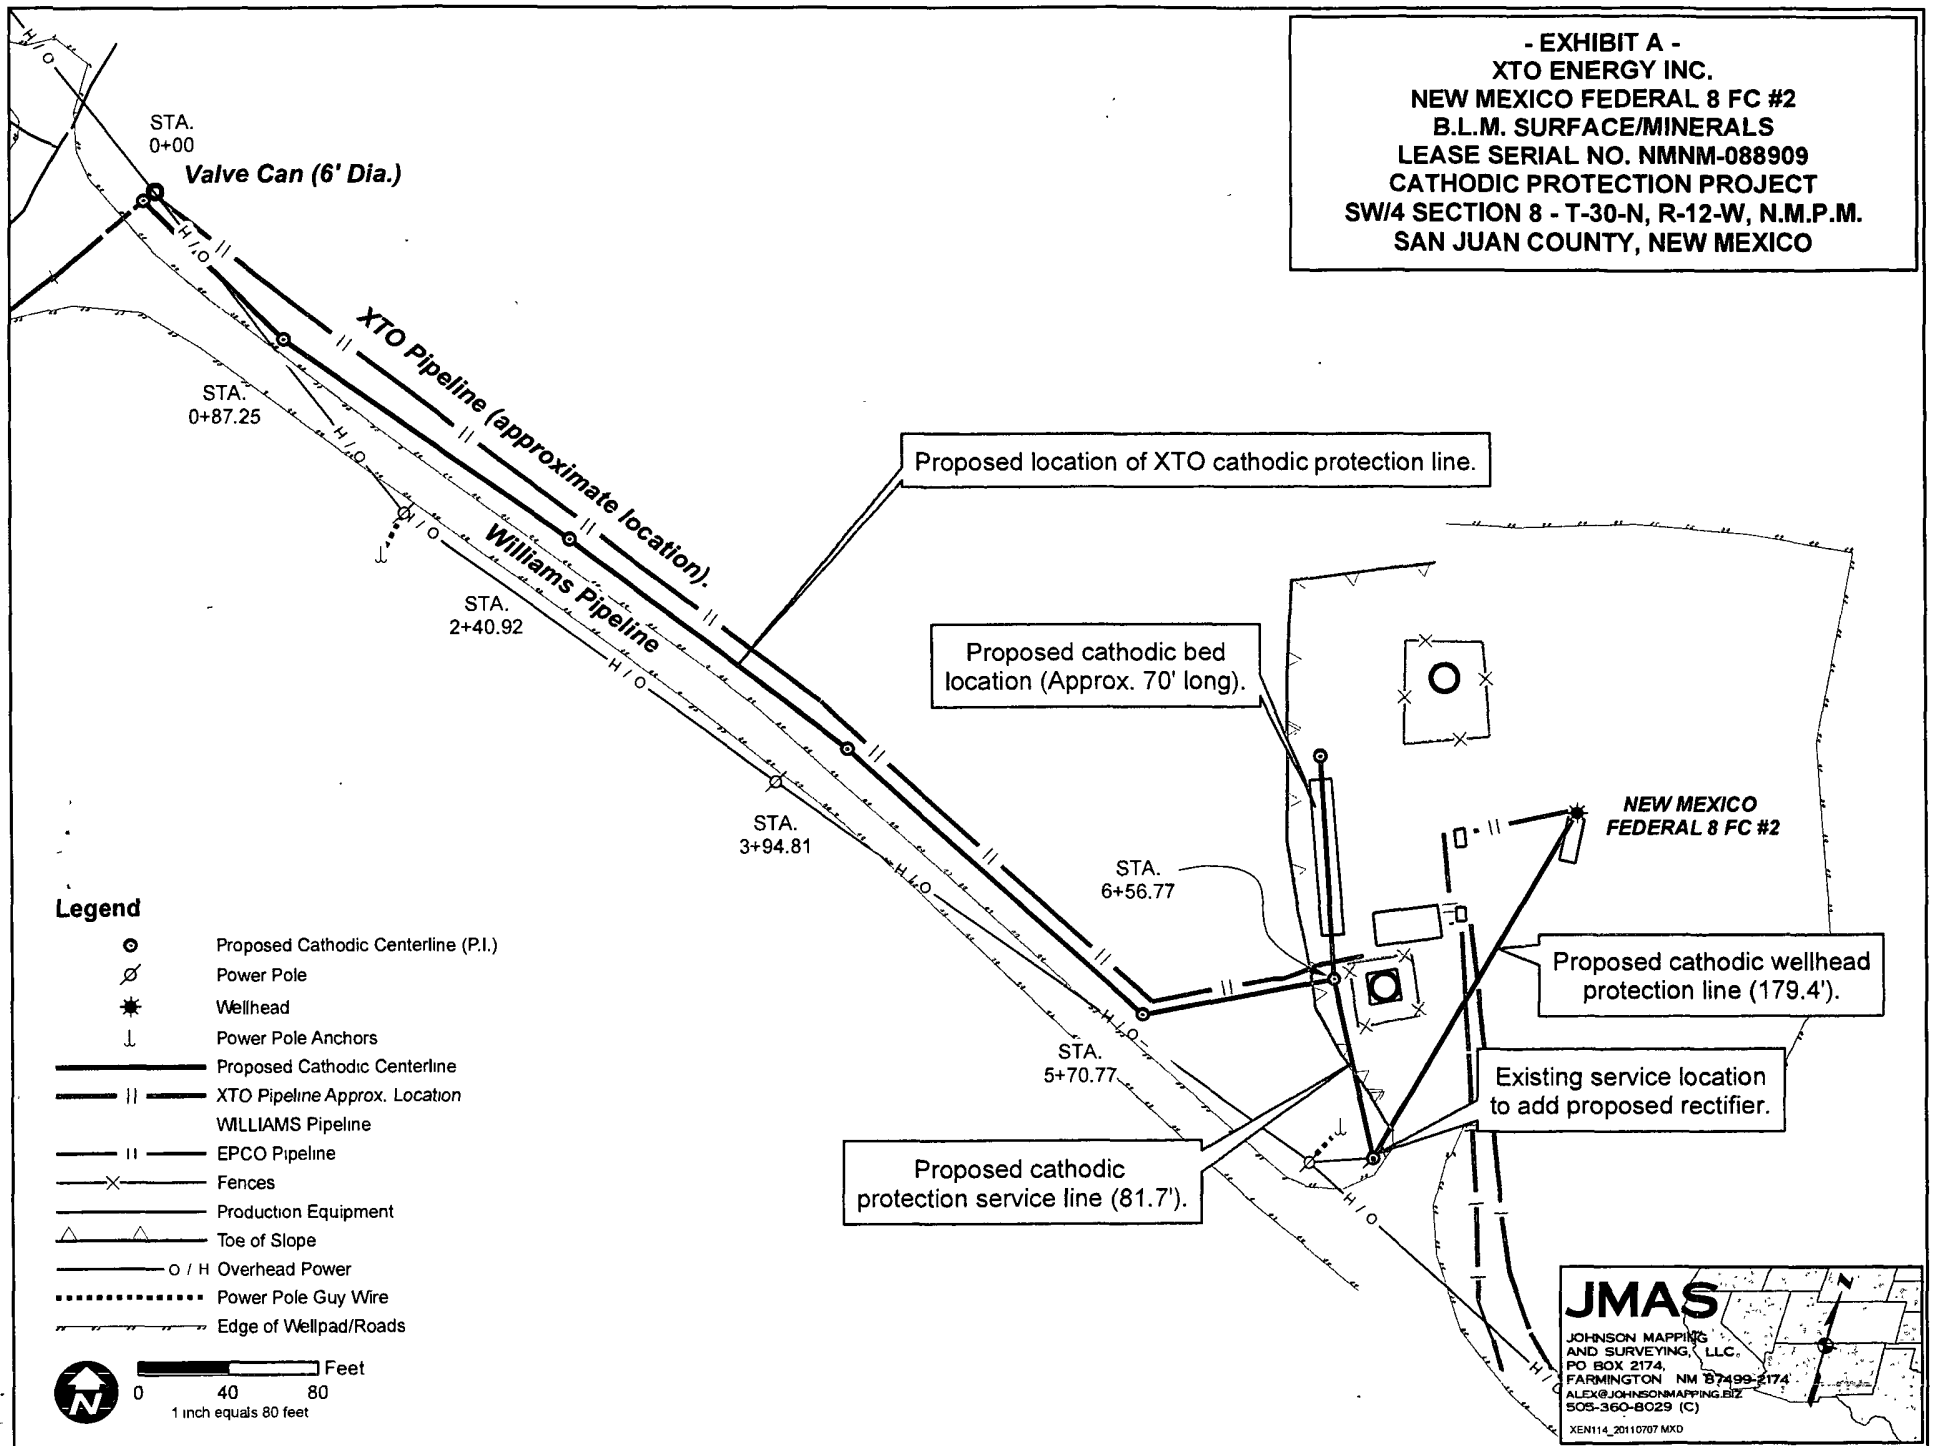 - EXHIBIT A -
XTO ENERGY INC.
NEW MEXICO FEDERAL 8 FC #2
B.L.M. SURFACE/MINERALS
LEASE SERIAL NO. NMNM-088909
CATHODIC PROTECTION PROJECT
SW/4 SECTION 8 - T-30-N, R-12-W, N.M.P.M.
SAN JUAN COUNTY, NEW MEXICO
H / O
STA.
0+00
Valve Can (6' Dia.)
H / O
XTO Pipeline (approximate location).
STA.
0+87.25
H / O
Proposed location of XTO cathodic protection line.
H / O
Williams Pipeline
STA.
2+40.92
H / O
Proposed cathodic bed
location (Approx. 70' long).
STA.
3+94.81
H / O
NEW MEXICO
FEDERAL 8 FC #2
STA.
6+56.77
Proposed cathodic wellhead
protection line (179.4').
H / O
STA.
5+70.77
Existing service location
to add proposed rectifier.
Proposed cathodic
protection service line (81.7').
H / O
H / O
Legend
Proposed Cathodic Centerline (P.I.)
Power Pole
Wellhead
Power Pole Anchors
Proposed Cathodic Centerline
XTO Pipeline Approx. Location
WILLIAMS Pipeline
EPCO Pipeline
Fences
Production Equipment
Toe of Slope
O / H Overhead Power
Power Pole Guy Wire
Edge of Wellpad/Roads
N
Feet
0 40 80
1 inch equals 80 feet
JMAS
N
JOHNSON MAPPING
AND SURVEYING, LLC.
PO BOX 2174,
FARMINGTON NM 87499-2174
ALEX@JOHNSONMAPPING.BIZ
505-360-8029 (C)
XEN114_20110707 MXD